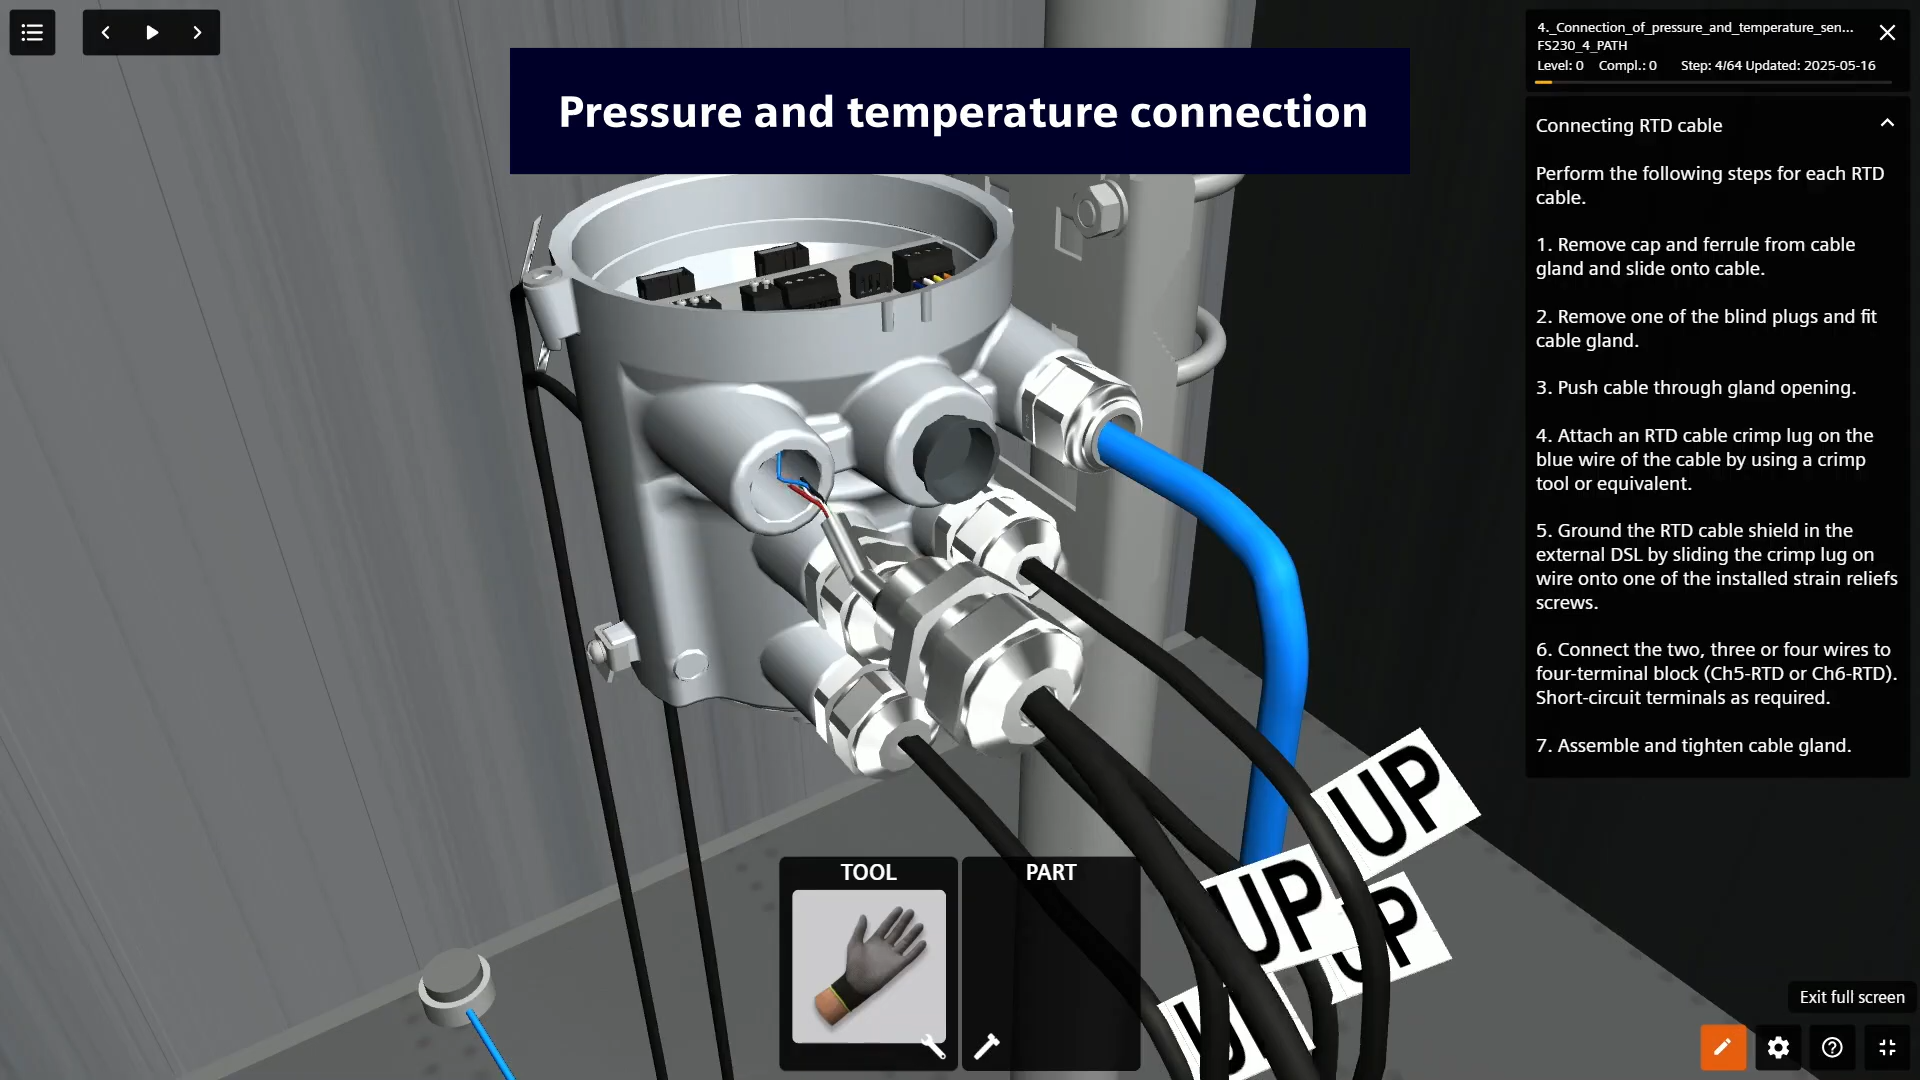 Pressure and temperature connection
4._Connection_of_pressure_and_temperature_sen...
FS230_4_PATH
Level: 0 Compl.: 0 Step: 4/64 Updated: 2025-05-16
Connecting RTD cable
Perform the following steps for each RTD
cable.
1. Remove cap and ferrule from cable
gland and slide onto cable.
2. Remove one of the blind plugs and fit
cable gland.
3. Push cable through gland opening.
4. Attach an RTD cable crimp lug on the
blue wire of the cable by using a crimp
tool or equivalent.
5. Ground the RTD cable shield in the
external DSL by sliding the crimp lug on
wire onto one of the installed strain reliefs
screws.
6. Connect the two, three or four wires to
four-terminal block (Ch5-RTD or Ch6-RTD).
Short-circuit terminals as required.
7. Assemble and tighten cable gland.
UP
UP
UP
TOOL
PART
Exit full screen